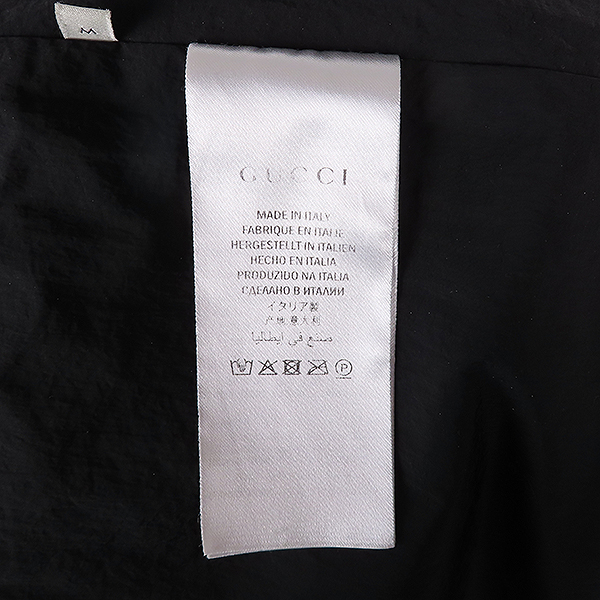 M
GUCCI
MADE IN ITALY
FABRIQUE EN ITALIE
HERGESTELLT IN ITALIEN
HECHO EN ITALIA
PRODUZIDO NA ITALIA
СДЕЛАНО В ИТАЛИИ
イタリア製
产地 意大利
صنع في ايطاليا
P